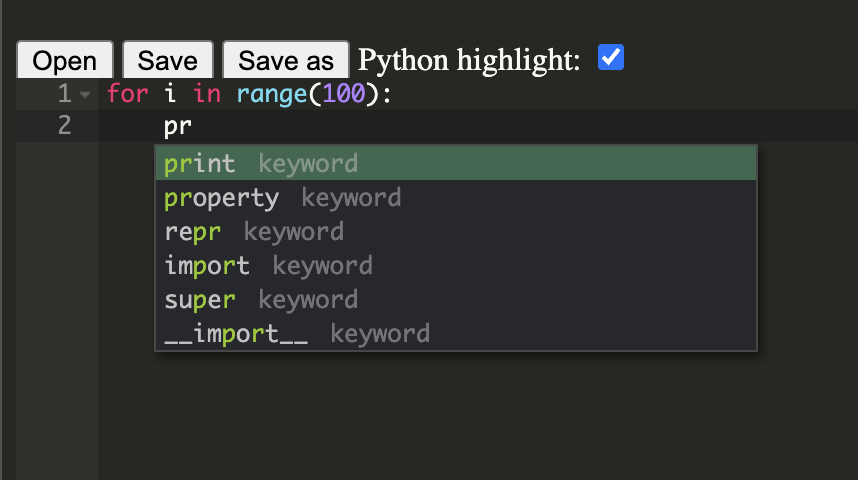 Open Save Save as Python highlight:
1 for i in range(100):
2 pr
print keyword
property keyword
repr keyword
import keyword
super keyword
__import__ keyword